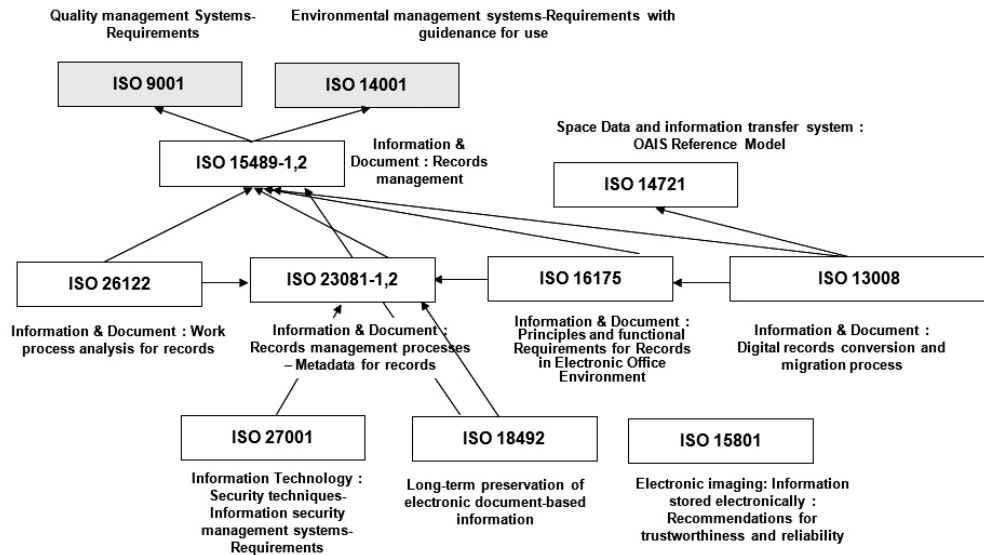 Quality management Systems-
Requirements
Environmental management systems-Requirements with
guidenance for use
ISO 9001
ISO 14001
Space Data and information transfer system :
OAIS Reference Model
ISO 15489-1,2
Information &
Document : Records
management
ISO 14721
ISO 26122
ISO 23081-1,2
ISO 16175
ISO 13008
Information & Document : Work
process analysis for records
Information & Document :
Records management processes
– Metadata for records
Information & Document :
Principles and functional
Requirements for Records
in Electronic Office
Environment
Information & Document :
Digital records conversion and
migration process
ISO 27001
ISO 18492
ISO 15801
Information Technology :
Security techniques-
Information security
management systems-
Requirements
Long-term preservation of
electronic document-based
information
Electronic imaging: Information
stored electronically :
Recommendations for
trustworthiness and reliability